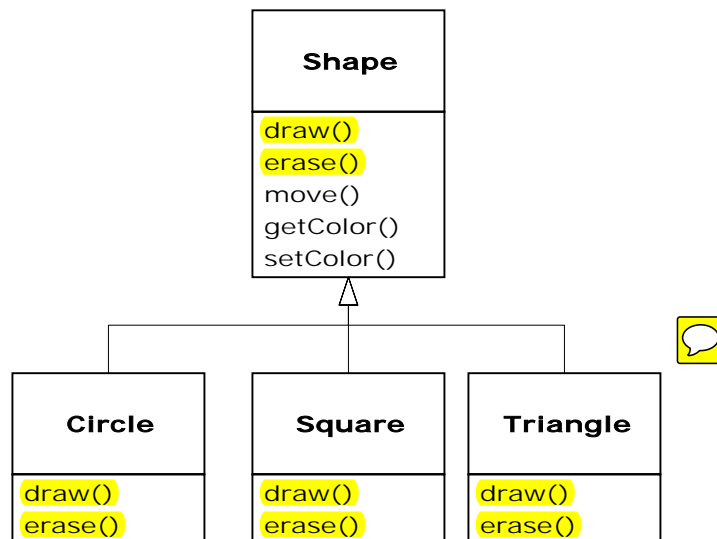 Shape
draw()
erase()
move()
getColor()
setColor()
Circle
Square
Triangle
draw()
erase()
draw()
erase()
draw()
erase()